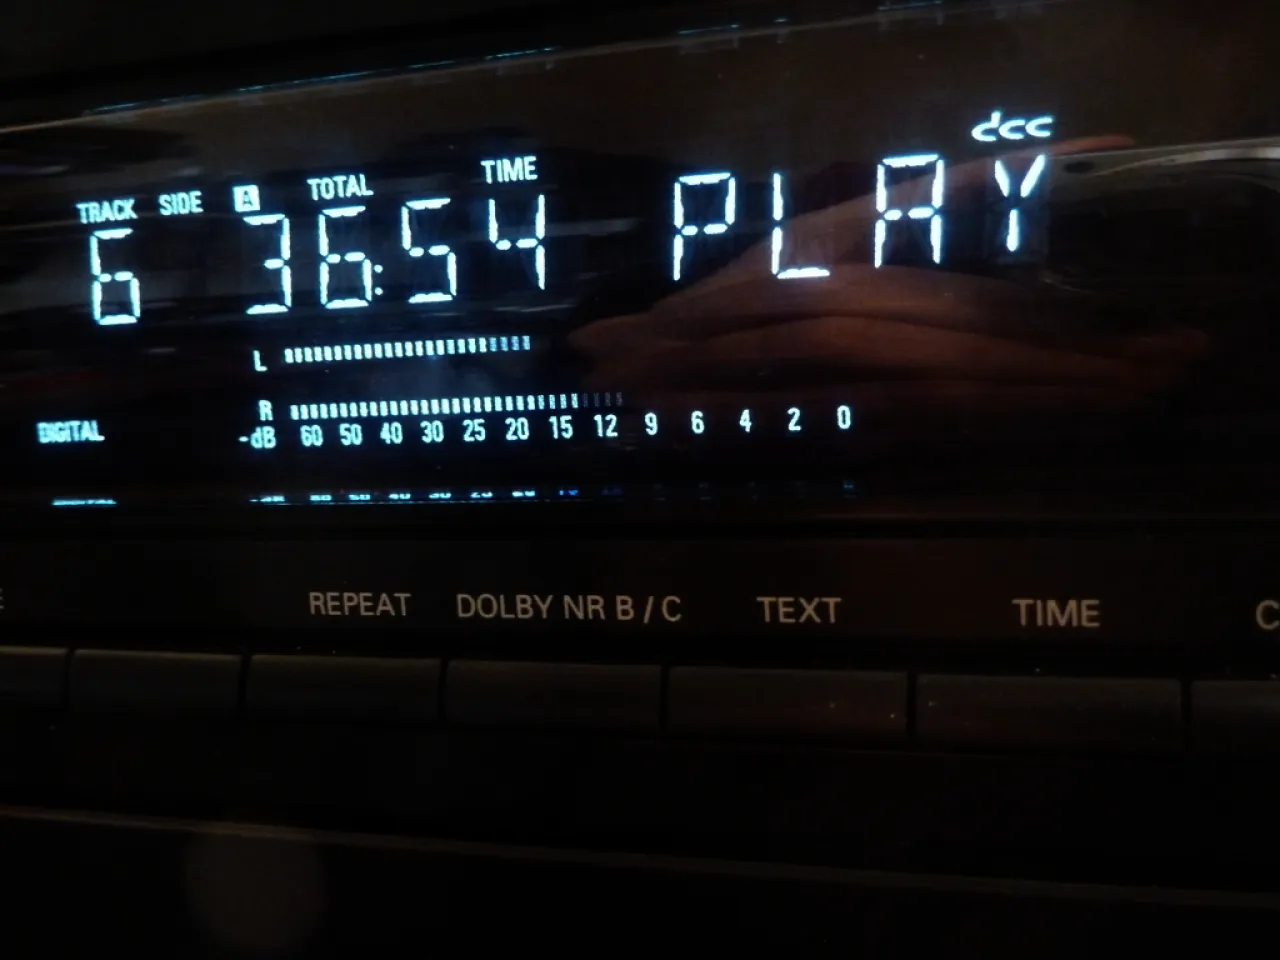 dcc
TRACK SIDE A TOTAL TIME
6 36:54 PLAY
L
R
DIGITAL -dB 60 50 40 30 25 20 15 12 9 6 4 2 0
REPEAT DOLBY NR B / C TEXT TIME